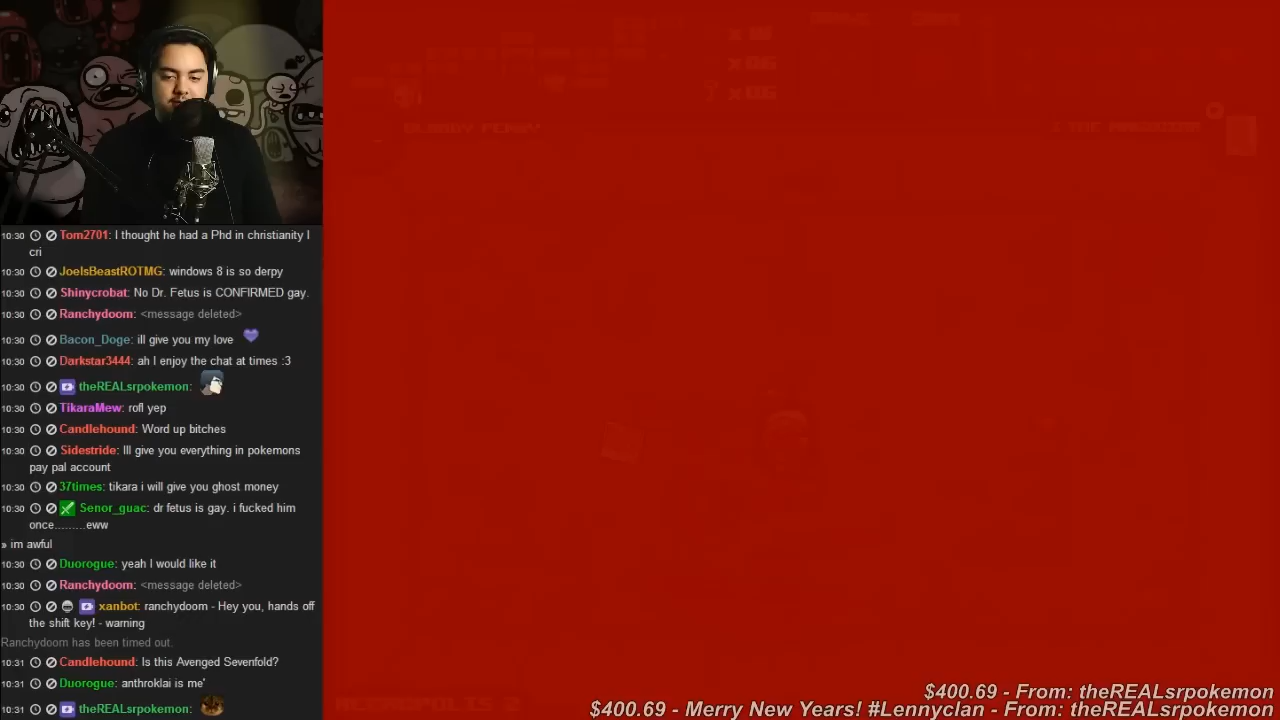 x 06
x 06
BLOODY PENNY
10:30 Tom2701: I thought he had a Phd in christianity I
cri
10:30 JoelsBeastROTMG: windows 8 is so derpy
10:30 Shinycrobat: No Dr. Fetus is CONFIRMED gay.
10:30 Ranchydoom: <message deleted>
10:30 Bacon_Doge: ill give you my love
10:30 Darkstar3444: ah I enjoy the chat at times :3
10:30 theREALsrpokemon:
10:30 TikaraMew: rofl yep
10:30 Candlehound: Word up bitches
10:30 Sidestride: Ill give you everything in pokemons
pay pal account
10:30 37times: tikara i will give you ghost money
10:30 Senor_guac: dr fetus is gay. i fucked him
once.........eww
» im awful
10:30 Duorogue: yeah I would like it
10:30 Ranchydoom: <message deleted>
10:30 xanbot: ranchydoom - Hey you, hands off
the shift key! - warning
Ranchydoom has been timed out.
10:31 Candlehound: Is this Avenged Sevenfold?
10:31 Duorogue: anthroklai is me'
10:31 theREALsrpokemon:
NECROPOLIS 2
$400.69 - From: theREALsrpokemon
$400.69 - Merry New Years! #Lennyclan - From: theREALsrpokemon